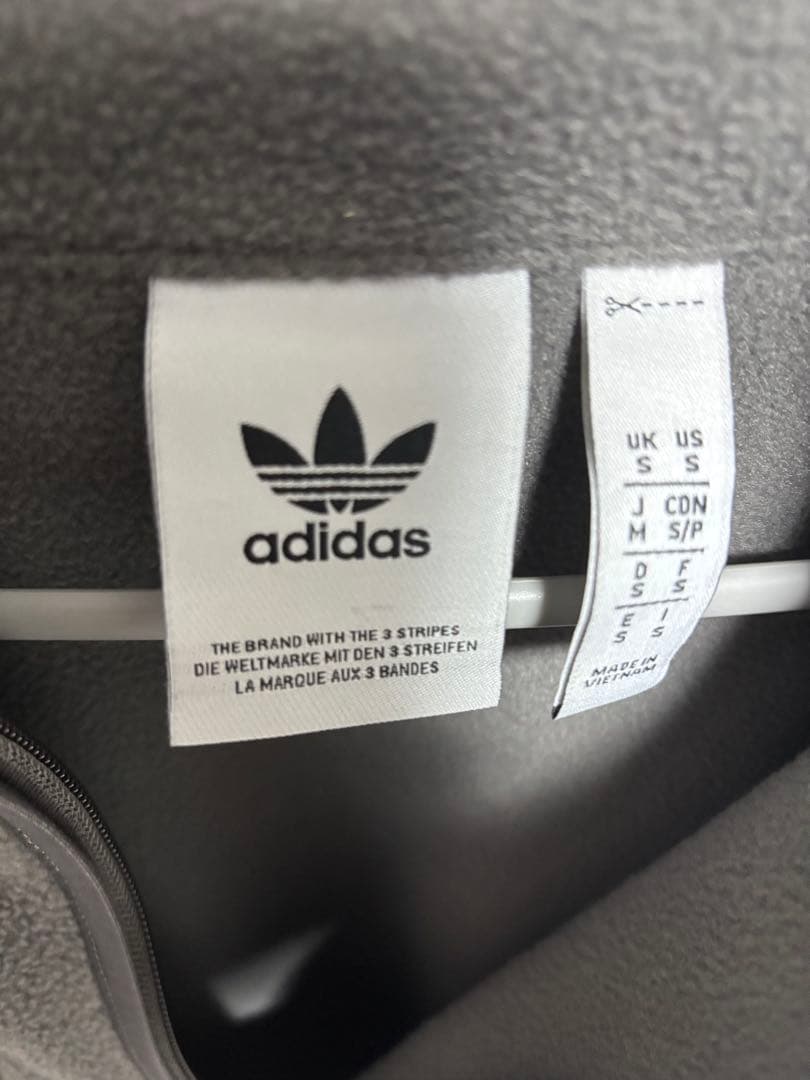 adidas
THE BRAND WITH THE 3 STRIPES
DIE WELTMARKE MIT DEN 3 STREIFEN
LA MARQUE AUX 3 BANDES
UK US
S S
J CDN
M S/P
D F
S S
E I
S S
MADE IN
VIETNAM